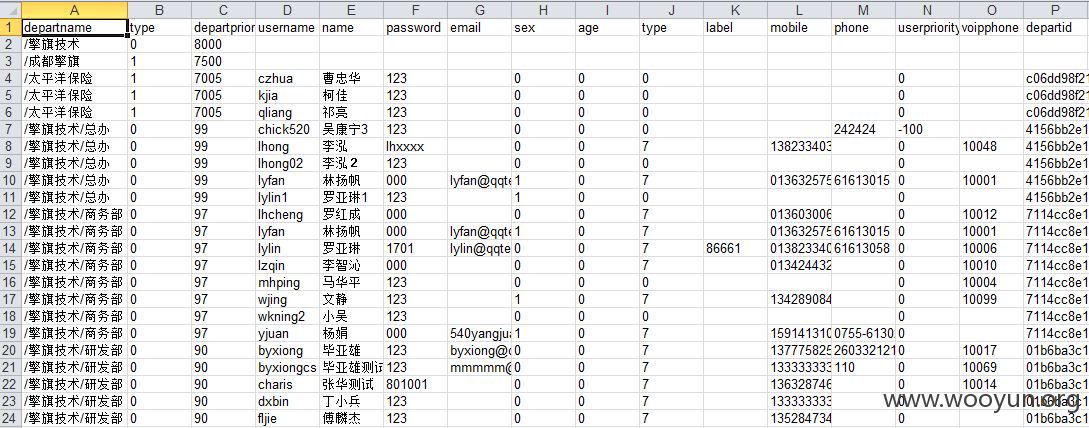 A B C D E F G H I J K L M N O P
1 departname type departprior username name password email sex age type label mobile phone userpriority voipphone departid
2 /擎旗技术 0 8000
3 /成都擎旗 1 7500
4 /太平洋保险 1 7005 czhua 曹忠华 123 0 0 0 0 c06dd98f21
5 /太平洋保险 1 7005 kjia 柯佳 123 0 0 0 0 c06dd98f21
6 /太平洋保险 1 7005 qliang 祁亮 123 0 0 0 0 c06dd98f21
7 /擎旗技术/总办 0 99 chick520 吴康宁3 123 0 0 0 242424 -100 4156bb2e1
8 /擎旗技术/总办 0 99 lhong 李泓 lhxxxx 0 0 7 138233403 0 10048 4156bb2e1
9 /擎旗技术/总办 0 99 lhong02 李泓２ 123 0 0 0 0 4156bb2e1
10 /擎旗技术/总办 0 99 lyfan 林扬帆 000 lyfan@qqte 1 0 7 013632575 61613015 0 10001 4156bb2e1
11 /擎旗技术/总办 0 99 lylin1 罗亚琳1 123 1 0 0 0 4156bb2e1
12 /擎旗技术/商务部 0 97 lhcheng 罗红成 000 0 0 7 013603006 0 10012 7114cc8e1
13 /擎旗技术/商务部 0 97 lyfan 林扬帆 000 lyfan@qqte 1 0 7 013632575 61613015 0 10001 7114cc8e1
14 /擎旗技术/商务部 0 97 lylin 罗亚琳 1701 lylin@qqte 0 0 7 86661 013823340 61613058 0 10006 7114cc8e1
15 /擎旗技术/商务部 0 97 lzqin 李智沁 000 0 0 7 013424432 0 10010 7114cc8e1
16 /擎旗技术/商务部 0 97 mhping 马华平 123 0 0 0 0 10004 7114cc8e1
17 /擎旗技术/商务部 0 97 wjing 文静 123 1 0 7 134289084 0 10099 7114cc8e1
18 /擎旗技术/商务部 0 97 wkning2 小吴 123 0 0 0 0 7114cc8e1
19 /擎旗技术/商务部 0 97 yjuan 杨娟 000 540yangjua 1 0 7 159141310 0755-6130 0 7114cc8e1
20 /擎旗技术/研发部 0 90 byxiong 毕亚雄 123 byxiong@c 0 0 7 137775825 260332121 0 10017 01b6ba3c1
21 /擎旗技术/研发部 0 90 byxiongcs 毕亚雄测试 123 mmmmm@ 0 0 7 133333333 110 0 10069 01b6ba3c1
22 /擎旗技术/研发部 0 90 charis 张华测试 801001 0 0 7 136328746 0 10014 01b6ba3c1
23 /擎旗技术/研发部 0 90 dxbin 丁小兵 123 0 0 7 133333333 0 01b6ba3c1
24 /擎旗技术/研发部 0 90 fljie 傅麟杰 123 0 0 7 135284734 0 01b6ba3c1
www.wooyun.org